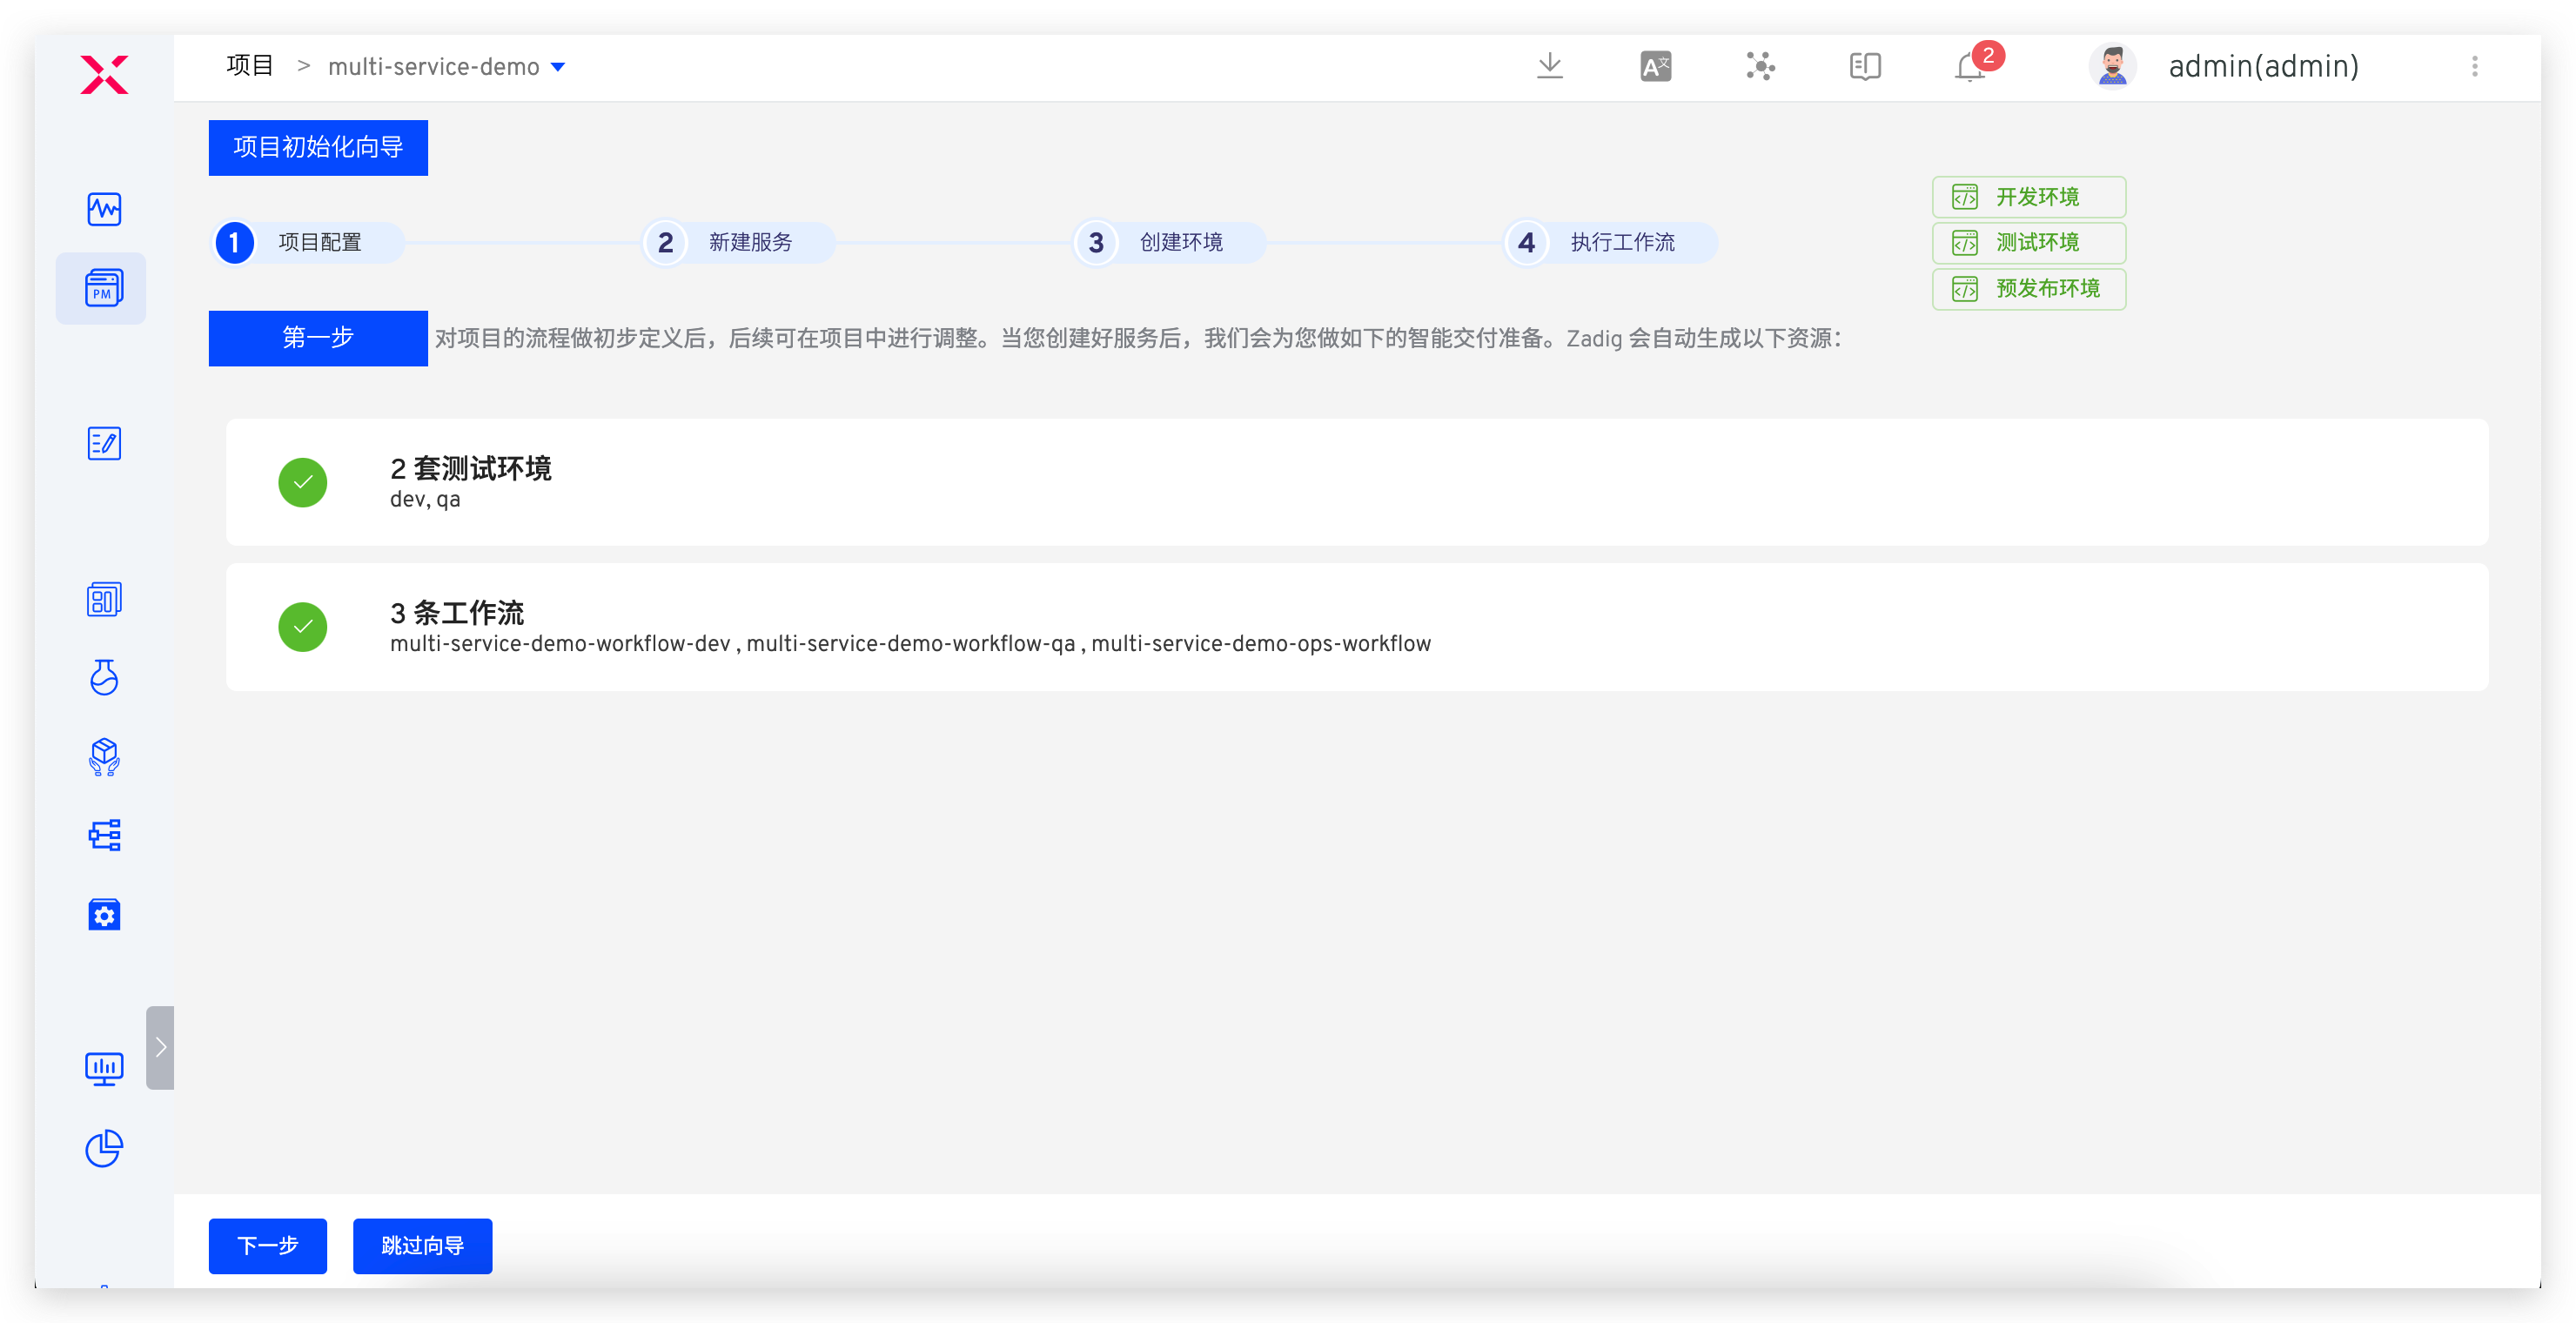 项目 > multi-service-demo
2
admin(admin)
项目初始化向导
1 项目配置
2 新建服务
3 创建环境
4 执行工作流
开发环境
测试环境
预发布环境
第一步 对项目的流程做初步定义后，后续可在项目中进行调整。当您创建好服务后，我们会为您做如下的智能交付准备。Zadig 会自动生成以下资源：
2 套测试环境
dev, qa
3 条工作流
multi-service-demo-workflow-dev , multi-service-demo-workflow-qa , multi-service-demo-ops-workflow
PM
下一步
跳过向导